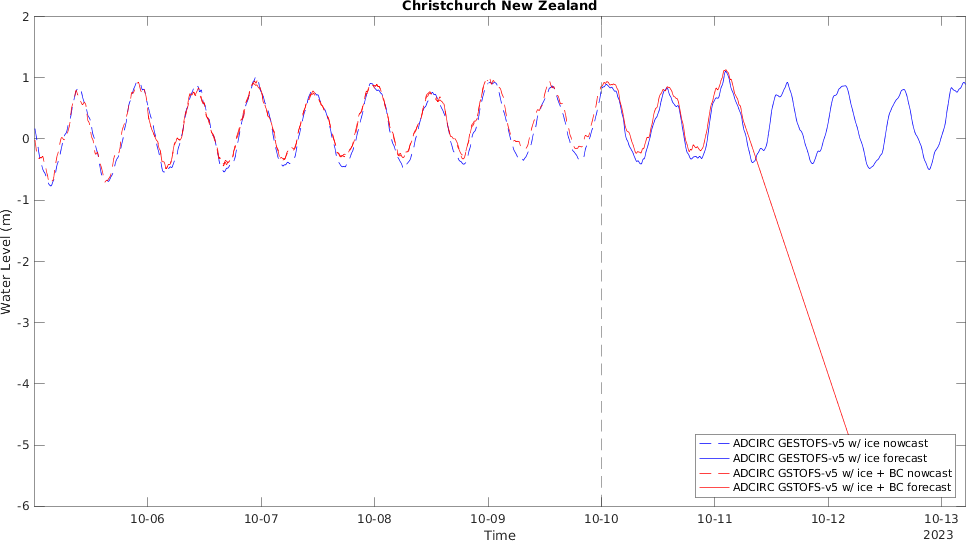 Christchurch New Zealand
2
1
0
-1
-2
-3
-4
-5
-6
Water Level (m)
ADCIRC GESTOFS-v5 w/ ice nowcast
ADCIRC GESTOFS-v5 w/ ice forecast
ADCIRC GSTOFS-v5 w/ ice + BC nowcast
ADCIRC GSTOFS-v5 w/ ice + BC forecast
10-06 10-07 10-08 10-09 10-10 10-11 10-12 10-13
Time
2023